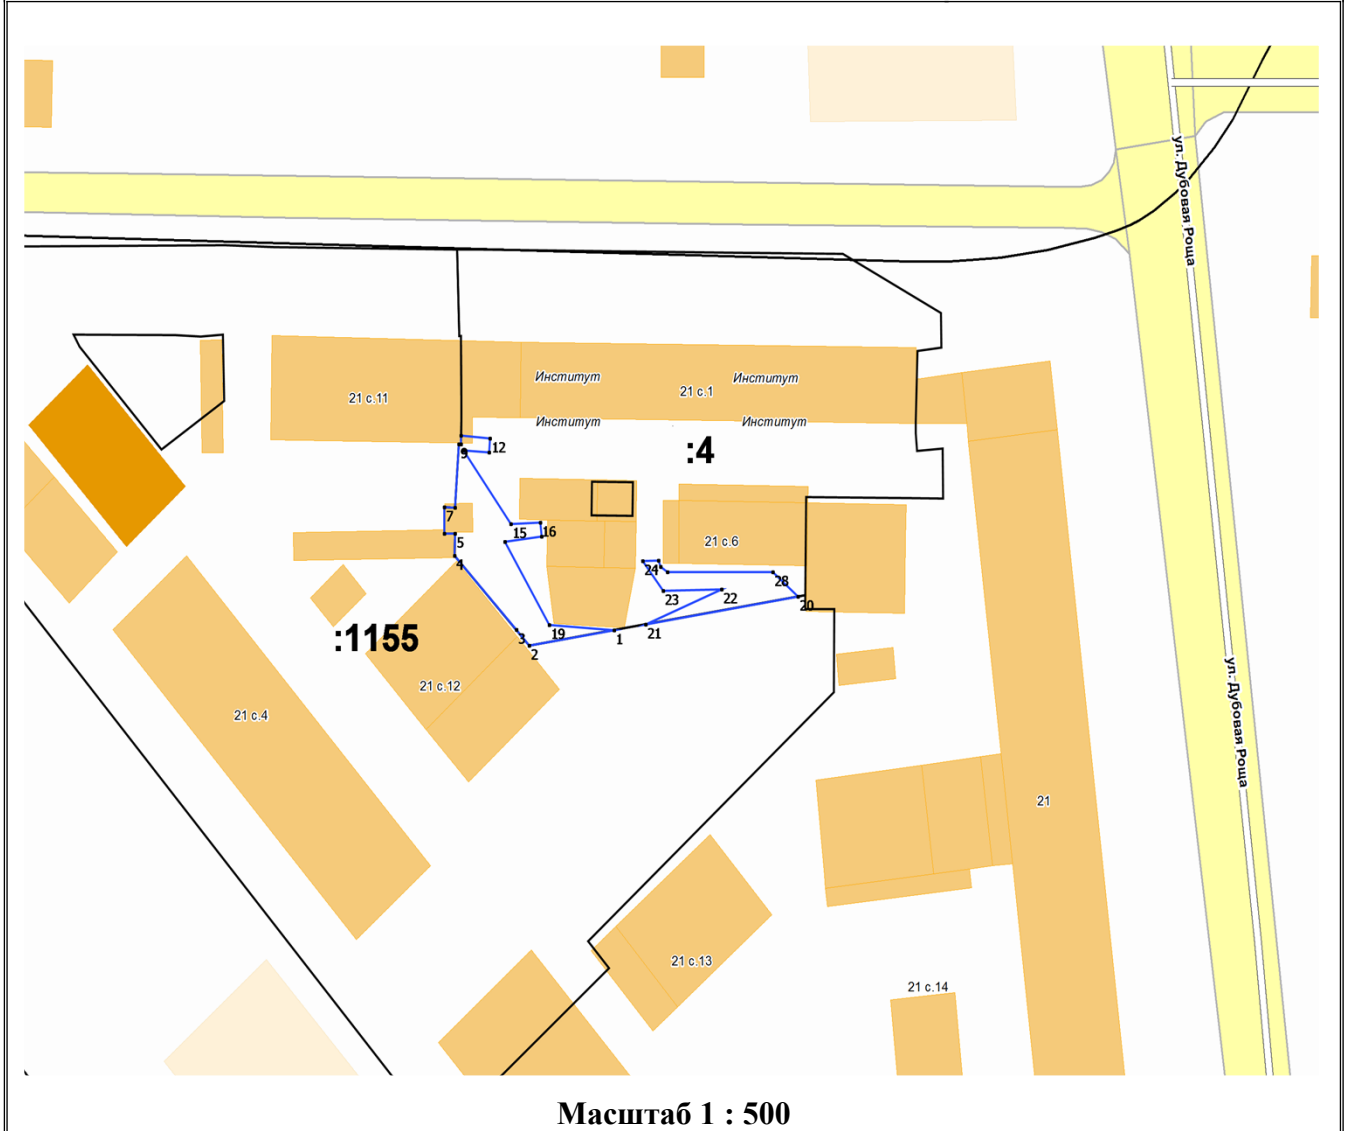 ул. Дубовая Роща
Институт
Институт
21 с.11
21 с.1
Институт
Институт
:4
12
9
7
15
16
5
21 с.6
4
24
28
23
22
20
:1155
3
19
1
21
2
21 с.12
ул. Дубовая Роща
21 с.4
21
21 с.13
21 с.14
Масштаб 1 : 500